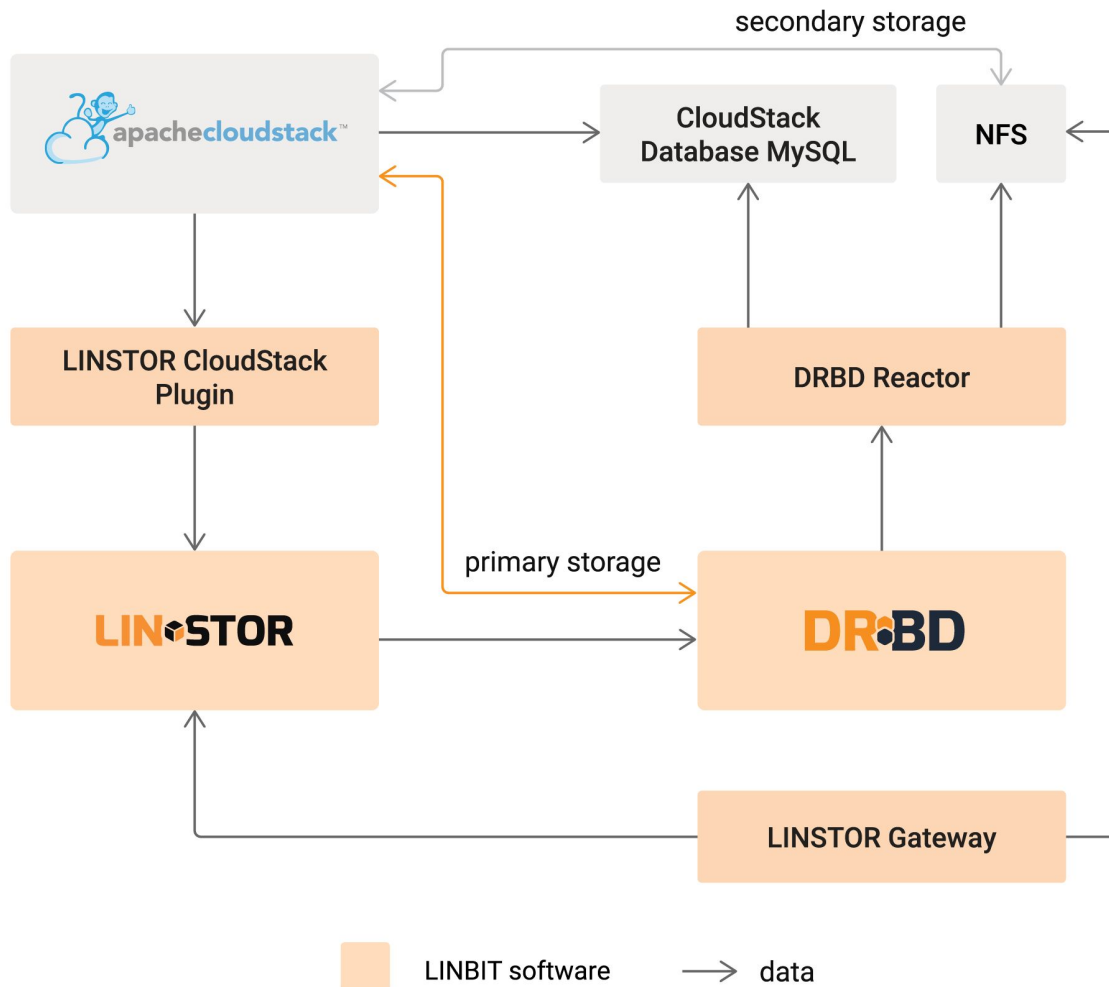 secondary storage
apachecloudstack™
CloudStack
Database MySQL
NFS
LINSTOR CloudStack
Plugin
DRBD Reactor
primary storage
LINSTOR
DRBD
LINSTOR Gateway
LINBIT software
data